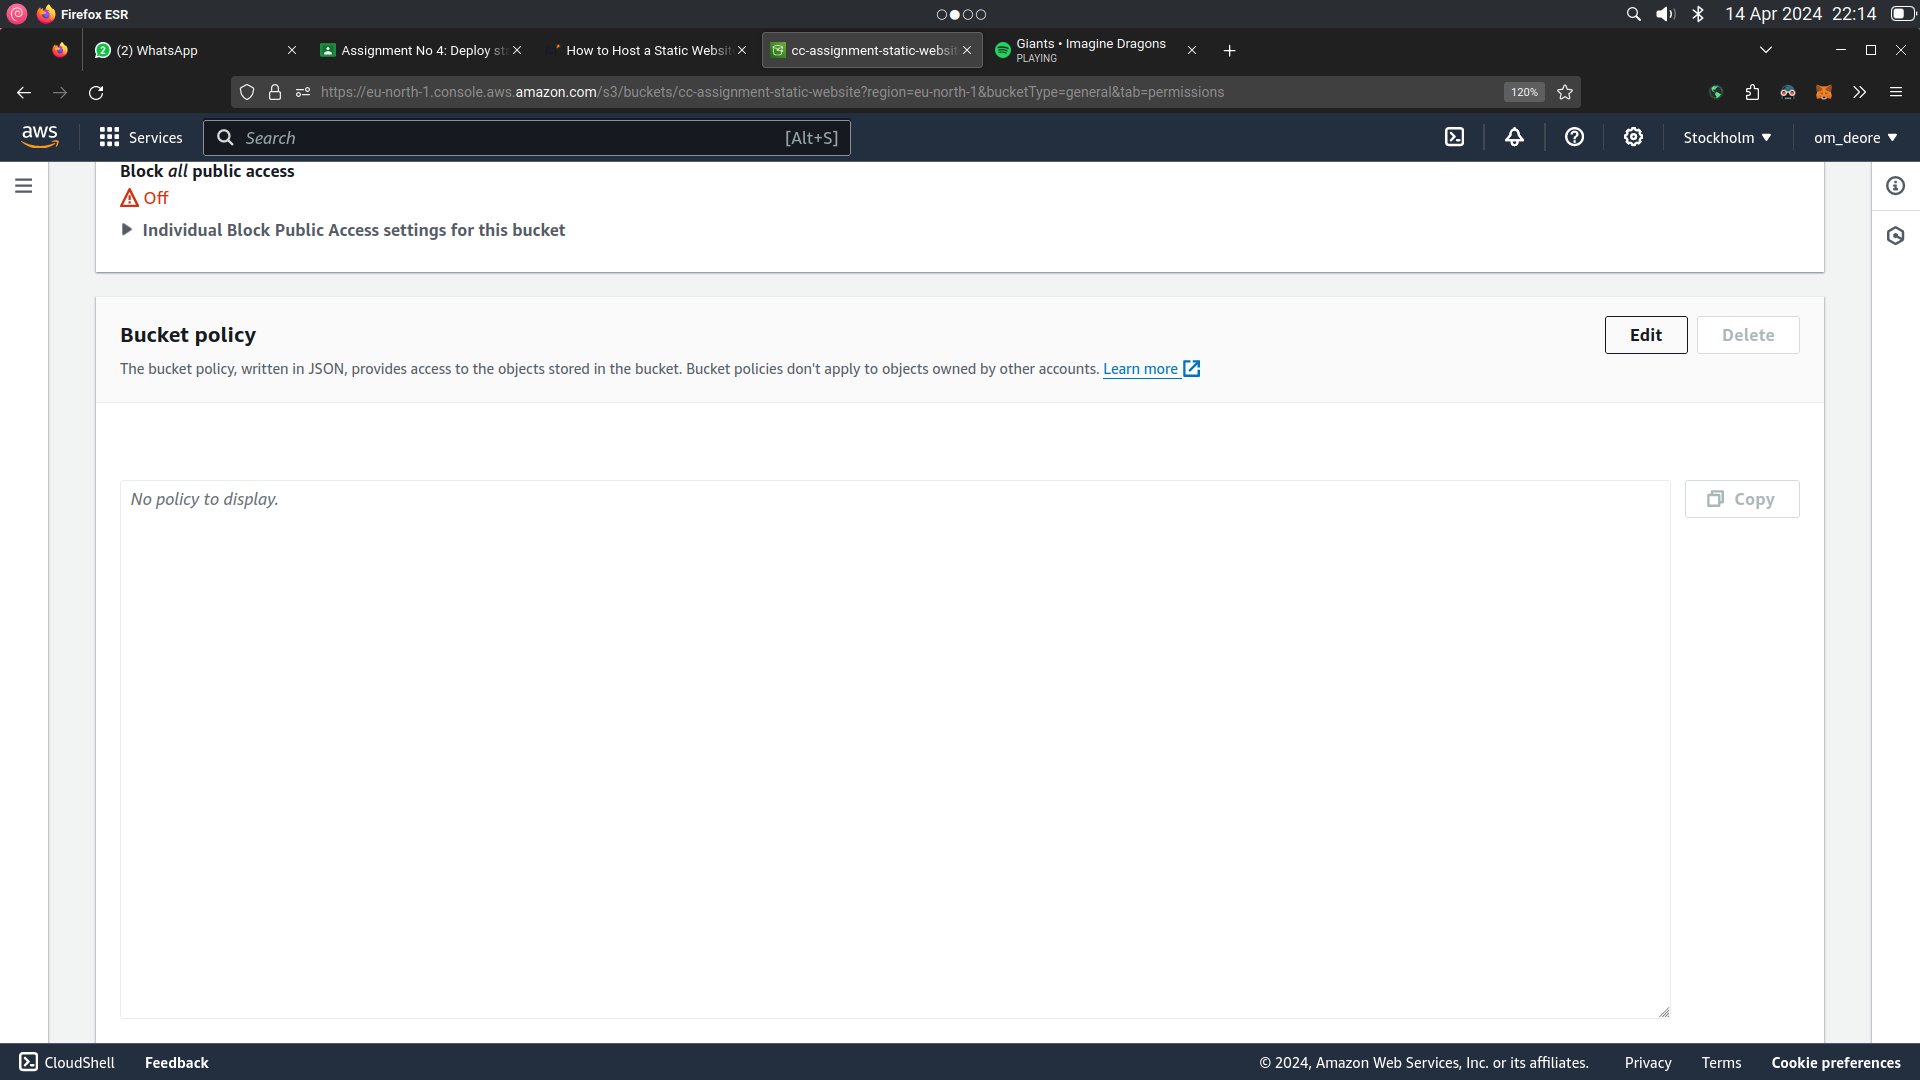 Firefox ESR
14 Apr 2024 22:14
(2) WhatsApp
Assignment No 4: Deploy st
How to Host a Static Websit
cc-assignment-static-websit
Giants • Imagine Dragons
PLAYING
https://eu-north-1.console.aws.amazon.com/s3/buckets/cc-assignment-static-website?region=eu-north-1&bucketType=general&tab=permissions
120%
aws
Services
Search
[Alt+S]
Stockholm
om_deore
Block all public access
Off
Individual Block Public Access settings for this bucket
Bucket policy
Edit
Delete
The bucket policy, written in JSON, provides access to the objects stored in the bucket. Bucket policies don't apply to objects owned by other accounts. Learn more
No policy to display.
Copy
CloudShell
Feedback
© 2024, Amazon Web Services, Inc. or its affiliates.
Privacy
Terms
Cookie preferences